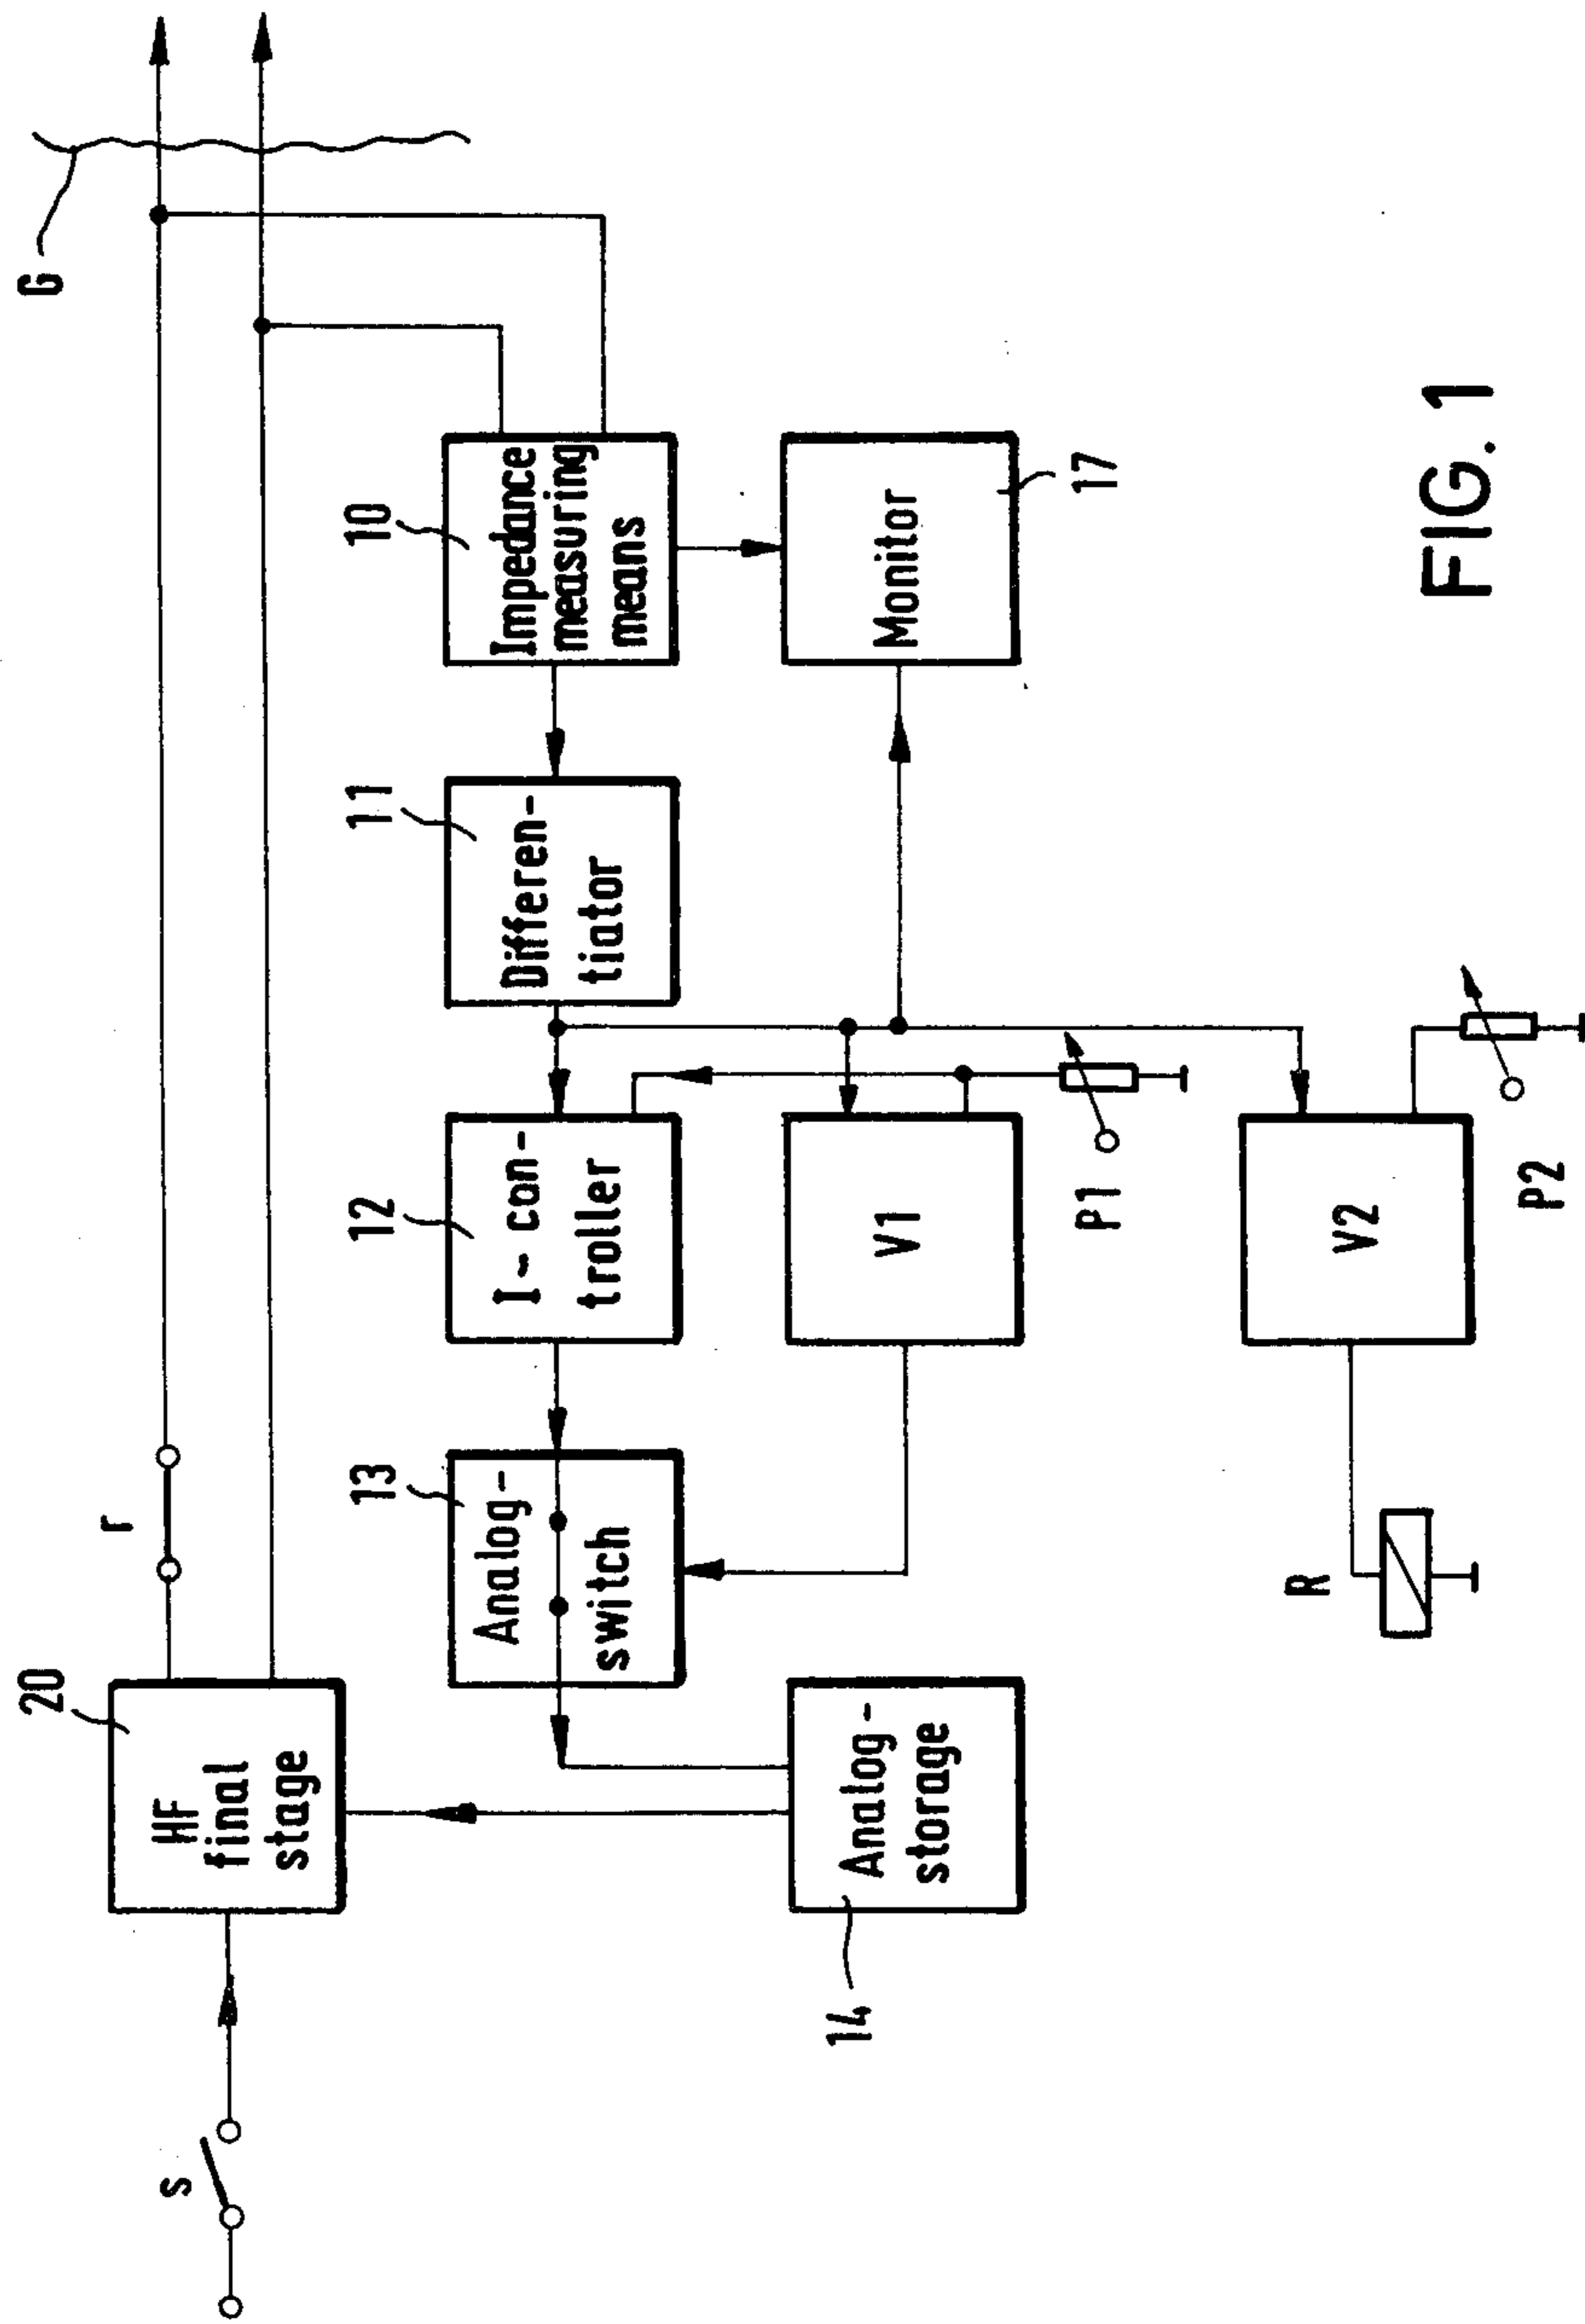 G
r
20
HF
final
stage
s
10
Impedance
measuring
means
11
Differen-
tiator
12
I-con-
troller
13
Analog-
switch
Monitor
17
V1
P1
Analog-
storage
14
V2
P2
R
FIG. 1